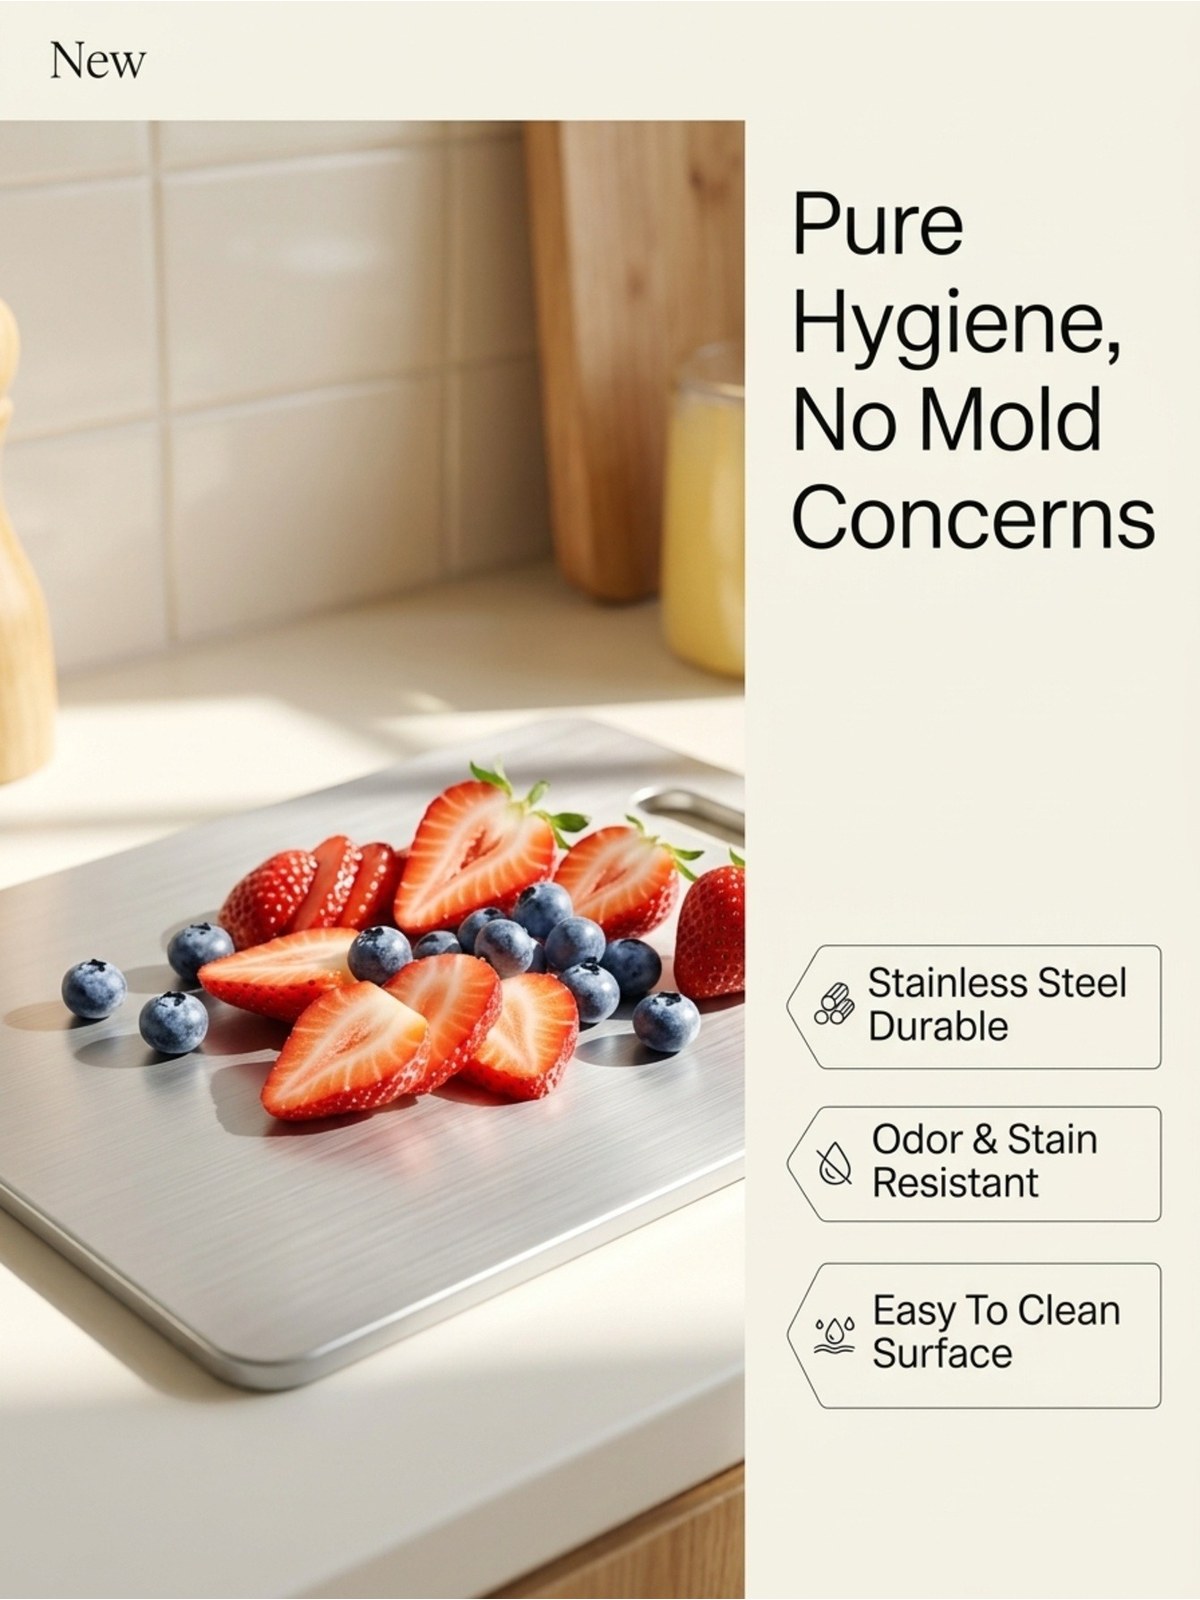 New
Pure
Hygiene,
No Mold
Concerns
Stainless Steel
Durable
Odor & Stain
Resistant
Easy To Clean
Surface